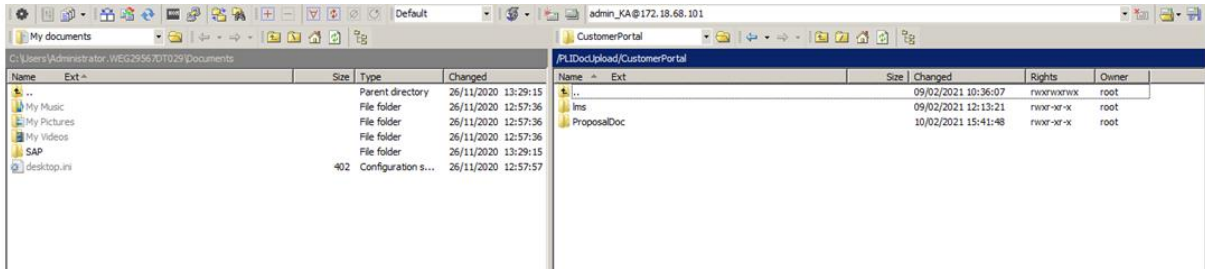 Default
admin_KA@172.18.68.101
My documents
CustomerPortal
C:\Users\Administrator.WEG29567DT029\Documents
/PLIDocUpload/CustomerPortal
Name Ext Size Type Changed
.. Parent directory 26/11/2020 13:29:15
My Music File folder 26/11/2020 12:57:36
My Pictures File folder 26/11/2020 12:57:36
My Videos File folder 26/11/2020 12:57:36
SAP File folder 26/11/2020 13:29:15
desktop.ini 402 Configuration s... 26/11/2020 12:57:57
Name Ext Size Changed Rights Owner
.. 09/02/2021 10:36:07 rwxrwxrwx root
lms 09/02/2021 12:13:21 rwxr-xr-x root
ProposalDoc 10/02/2021 15:41:48 rwxr-xr-x root